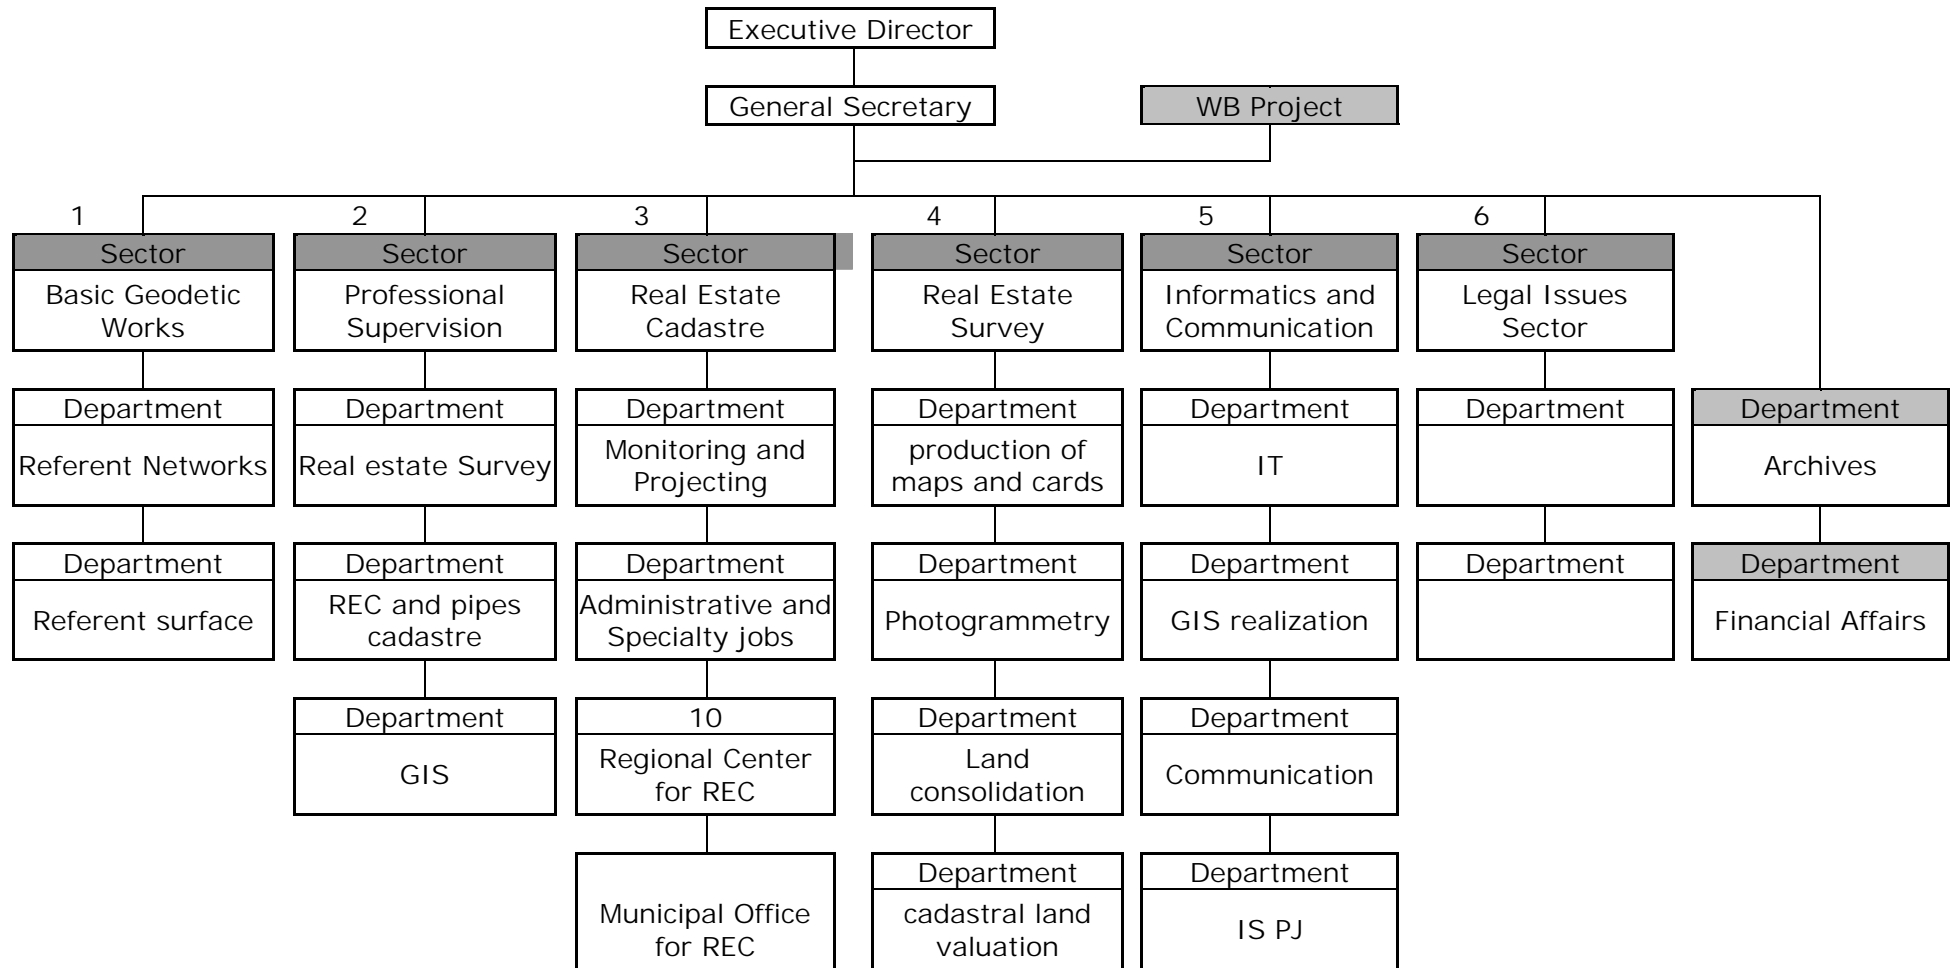 Executive Director
General Secretary
WB Project
1
2
3
4
5
6
Sector
Basic Geodetic
Works
Sector
Professional
Supervision
Sector
Real Estate
Cadastre
Sector
Real Estate
Survey
Sector
Informatics and
Communication
Sector
Legal Issues
Sector
Department
Referent Networks
Department
Real estate Survey
Department
Monitoring and
Projecting
Department
production of
maps and cards
Department
IT
Department
Department
Archives
Department
Referent surface
Department
REC and pipes
cadastre
Department
Administrative and
Specialty jobs
Department
Photogrammetry
Department
GIS realization
Department
Department
Financial Affairs
Department
GIS
10
Regional Center
for REC
Department
Land
consolidation
Department
Communication
Municipal Office
for REC
Department
cadastral land
valuation
Department
IS PJ